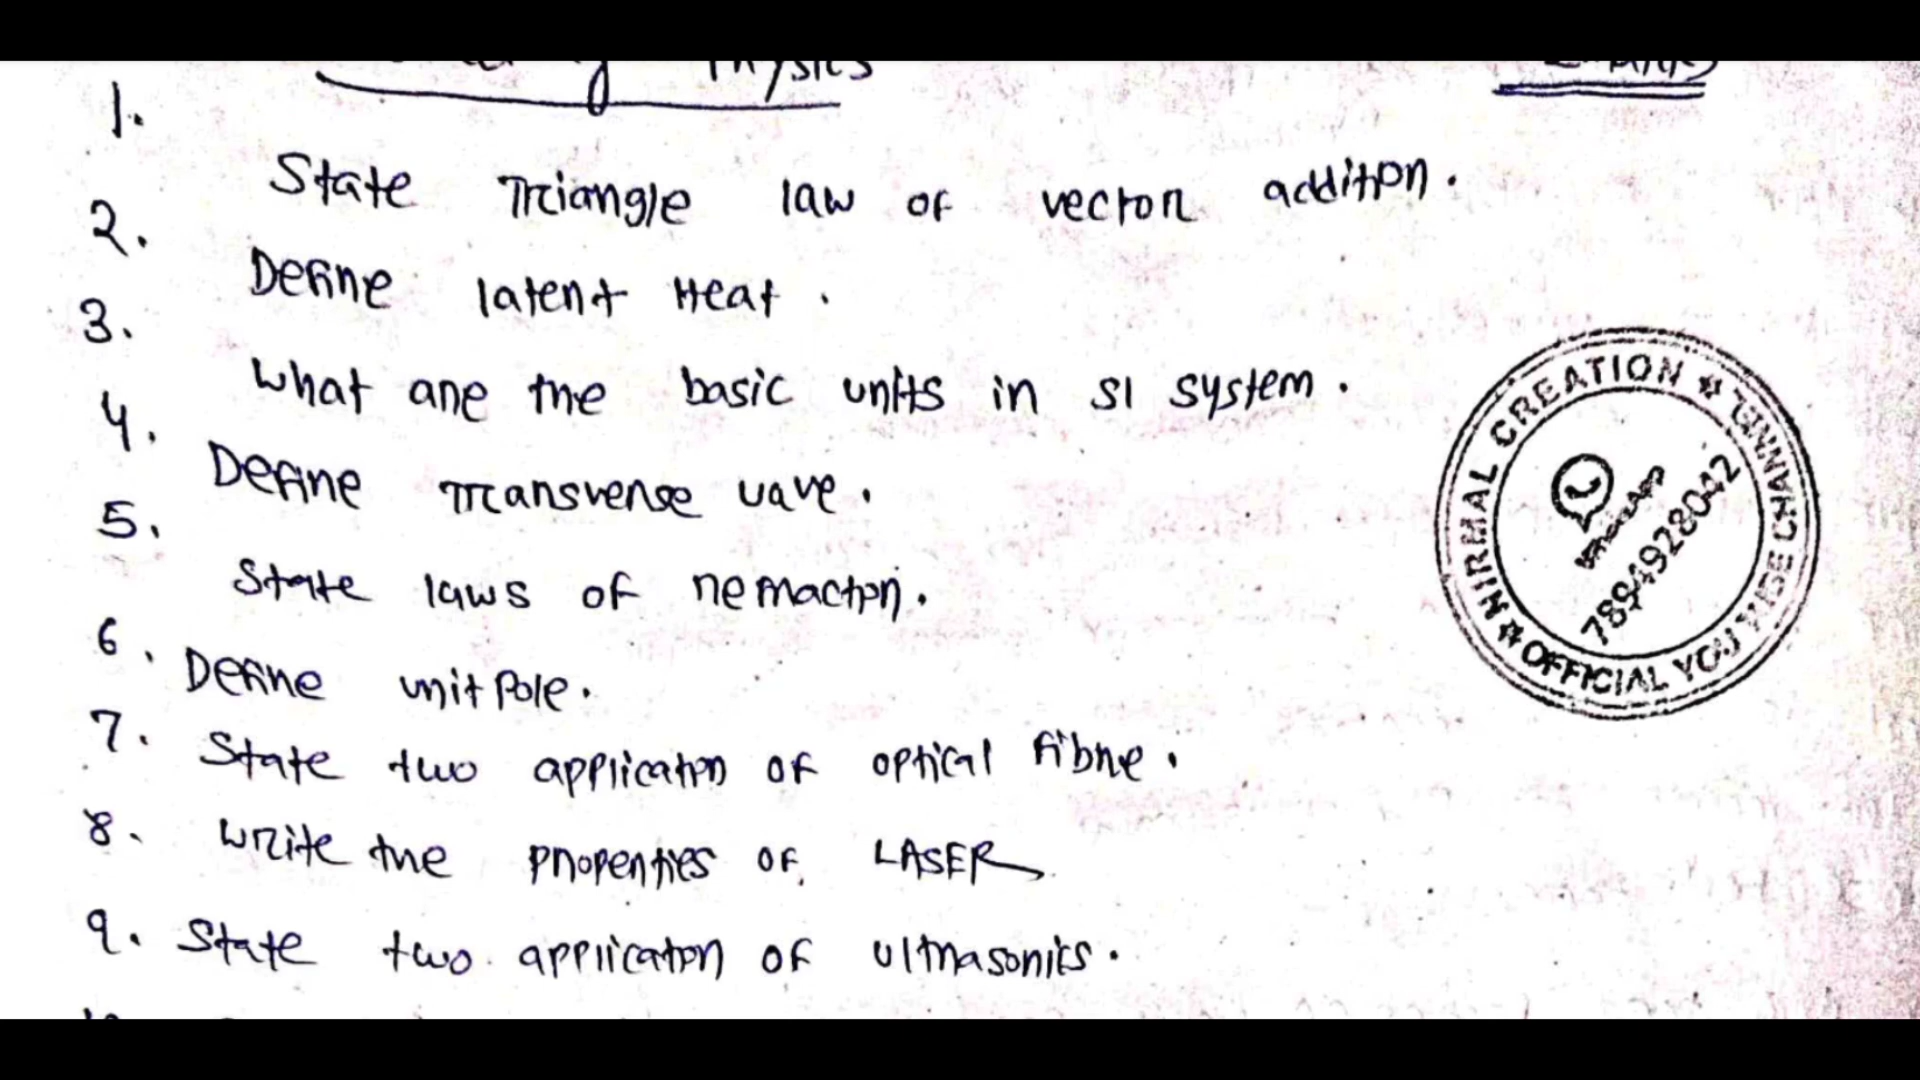 Physics
1.
State Triangle law of vector addition.
2.
Define latent Heat.
3.
What are the basic units in SI system.
4.
Define Transverse wave.
5.
State laws of refraction.
6.
Define unit Pole.
7. State two application of optical fibre.
8. Write the properties of LASER
9. State two application of ultrasonics.
NIRMAL CREATION
OFFICIAL YOUTUBE CHANNEL
WhatsApp
7894928042